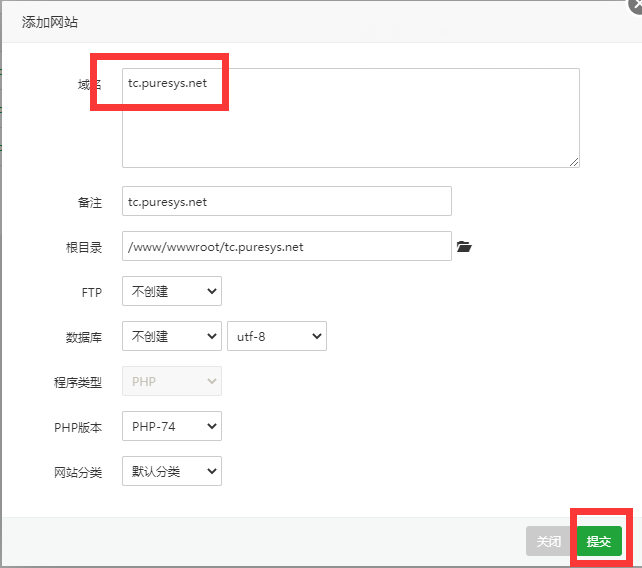 添加网站
域名 tc.puresys.net
备注 tc.puresys.net
根目录 /www/wwwroot/tc.puresys.net
FTP 不创建
数据库 不创建 utf-8
程序类型 PHP
PHP版本 PHP-74
网站分类 默认分类
关闭 提交